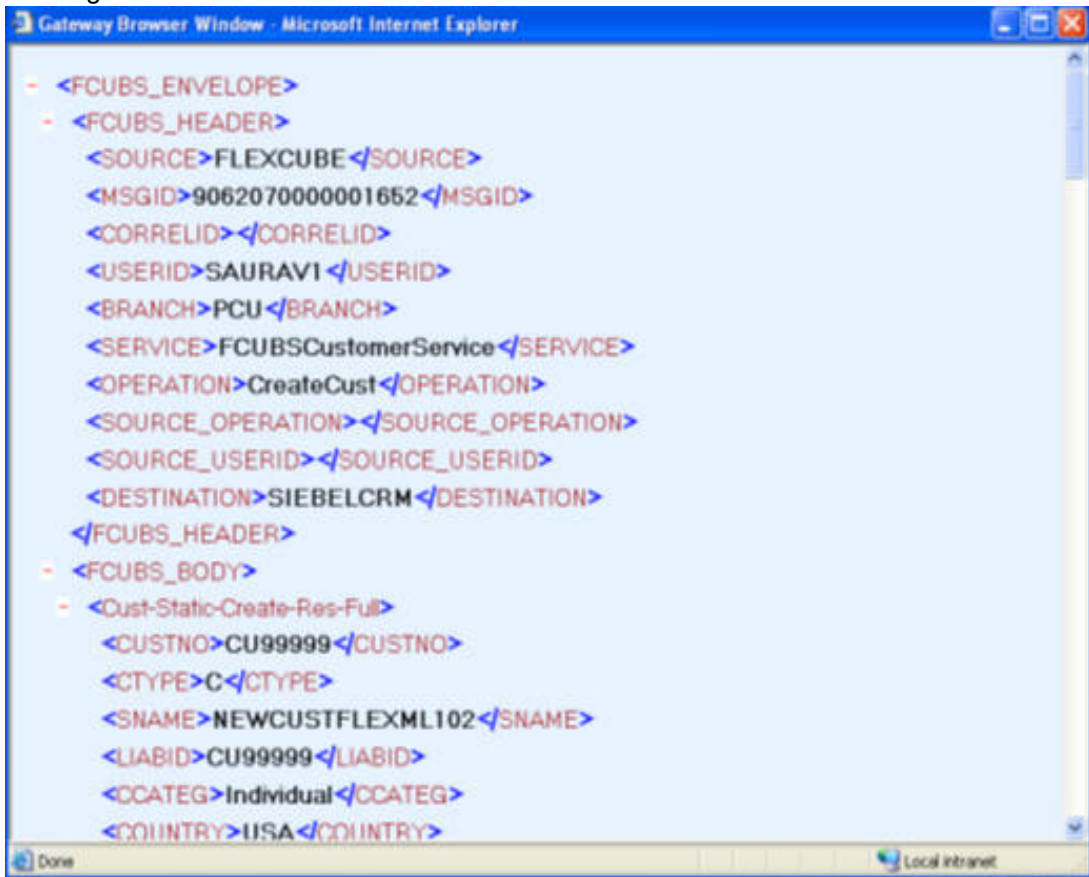 Gateway Browser Window - Microsoft Internet Explorer
- <FCUBS_ENVELOPE>
- <FCUBS_HEADER>
<SOURCE>FLEXCUBE</SOURCE>
<MSGID>9062070000001652</MSGID>
<CORRELID></CORRELID>
<USERID>SAURAV1</USERID>
<BRANCH>PCU</BRANCH>
<SERVICE>FCUBSCustomerService</SERVICE>
<OPERATION>CreateCust</OPERATION>
<SOURCE_OPERATION></SOURCE_OPERATION>
<SOURCE_USERID></SOURCE_USERID>
<DESTINATION>SIEBELCRM</DESTINATION>
</FCUBS_HEADER>
- <FCUBS_BODY>
- <Cust-Static-Create-Res-Full>
<CUSTNO>CU99999</CUSTNO>
<CTYPE>C</CTYPE>
<SNAME>NEWCUSTFLEXML102</SNAME>
<LIABID>CU99999</LIABID>
<CCATEG>Individual</CCATEG>
<COUNTRY>USA</COUNTRY>
Done Local intranet